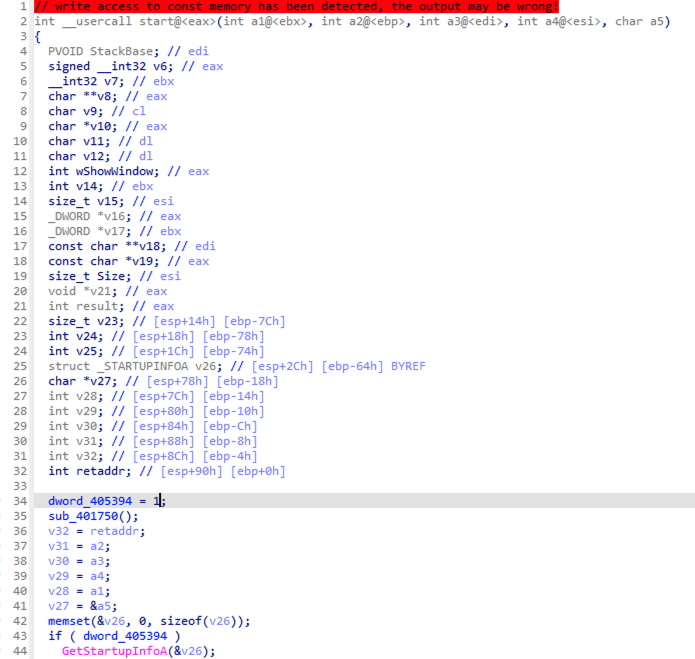 1 // write access to const memory has been detected, the output may be wrong!
2 int __usercall start@<eax>(int a1@<ebx>, int a2@<ebp>, int a3@<edi>, int a4@<esi>, char a5)
3 {
4 PVOID StackBase; // edi
5 signed __int32 v6; // eax
6 __int32 v7; // ebx
7 char **v8; // eax
8 char v9; // cl
9 char *v10; // eax
10 char v11; // dl
11 char v12; // dl
12 int wShowWindow; // eax
13 int v14; // ebx
14 size_t v15; // esi
15 _DWORD *v16; // eax
16 _DWORD *v17; // ebx
17 const char **v18; // edi
18 const char *v19; // eax
19 size_t Size; // esi
20 void *v21; // eax
21 int result; // eax
22 size_t v23; // [esp+14h] [ebp-7Ch]
23 int v24; // [esp+18h] [ebp-78h]
24 int v25; // [esp+1Ch] [ebp-74h]
25 struct _STARTUPINFOA v26; // [esp+2Ch] [ebp-64h] BYREF
26 char *v27; // [esp+78h] [ebp-18h]
27 int v28; // [esp+7Ch] [ebp-14h]
28 int v29; // [esp+80h] [ebp-10h]
29 int v30; // [esp+84h] [ebp-Ch]
30 int v31; // [esp+88h] [ebp-8h]
31 int v32; // [esp+8Ch] [ebp-4h]
32 int retaddr; // [esp+90h] [ebp+0h]
33
34 dword_405394 = 1;
35 sub_401750();
36 v32 = retaddr;
37 v31 = a2;
38 v30 = a3;
39 v29 = a4;
40 v28 = a1;
41 v27 = &a5;
42 memset(&v26, 0, sizeof(v26));
43 if ( dword_405394 )
44 GetStartupInfoA(&v26);